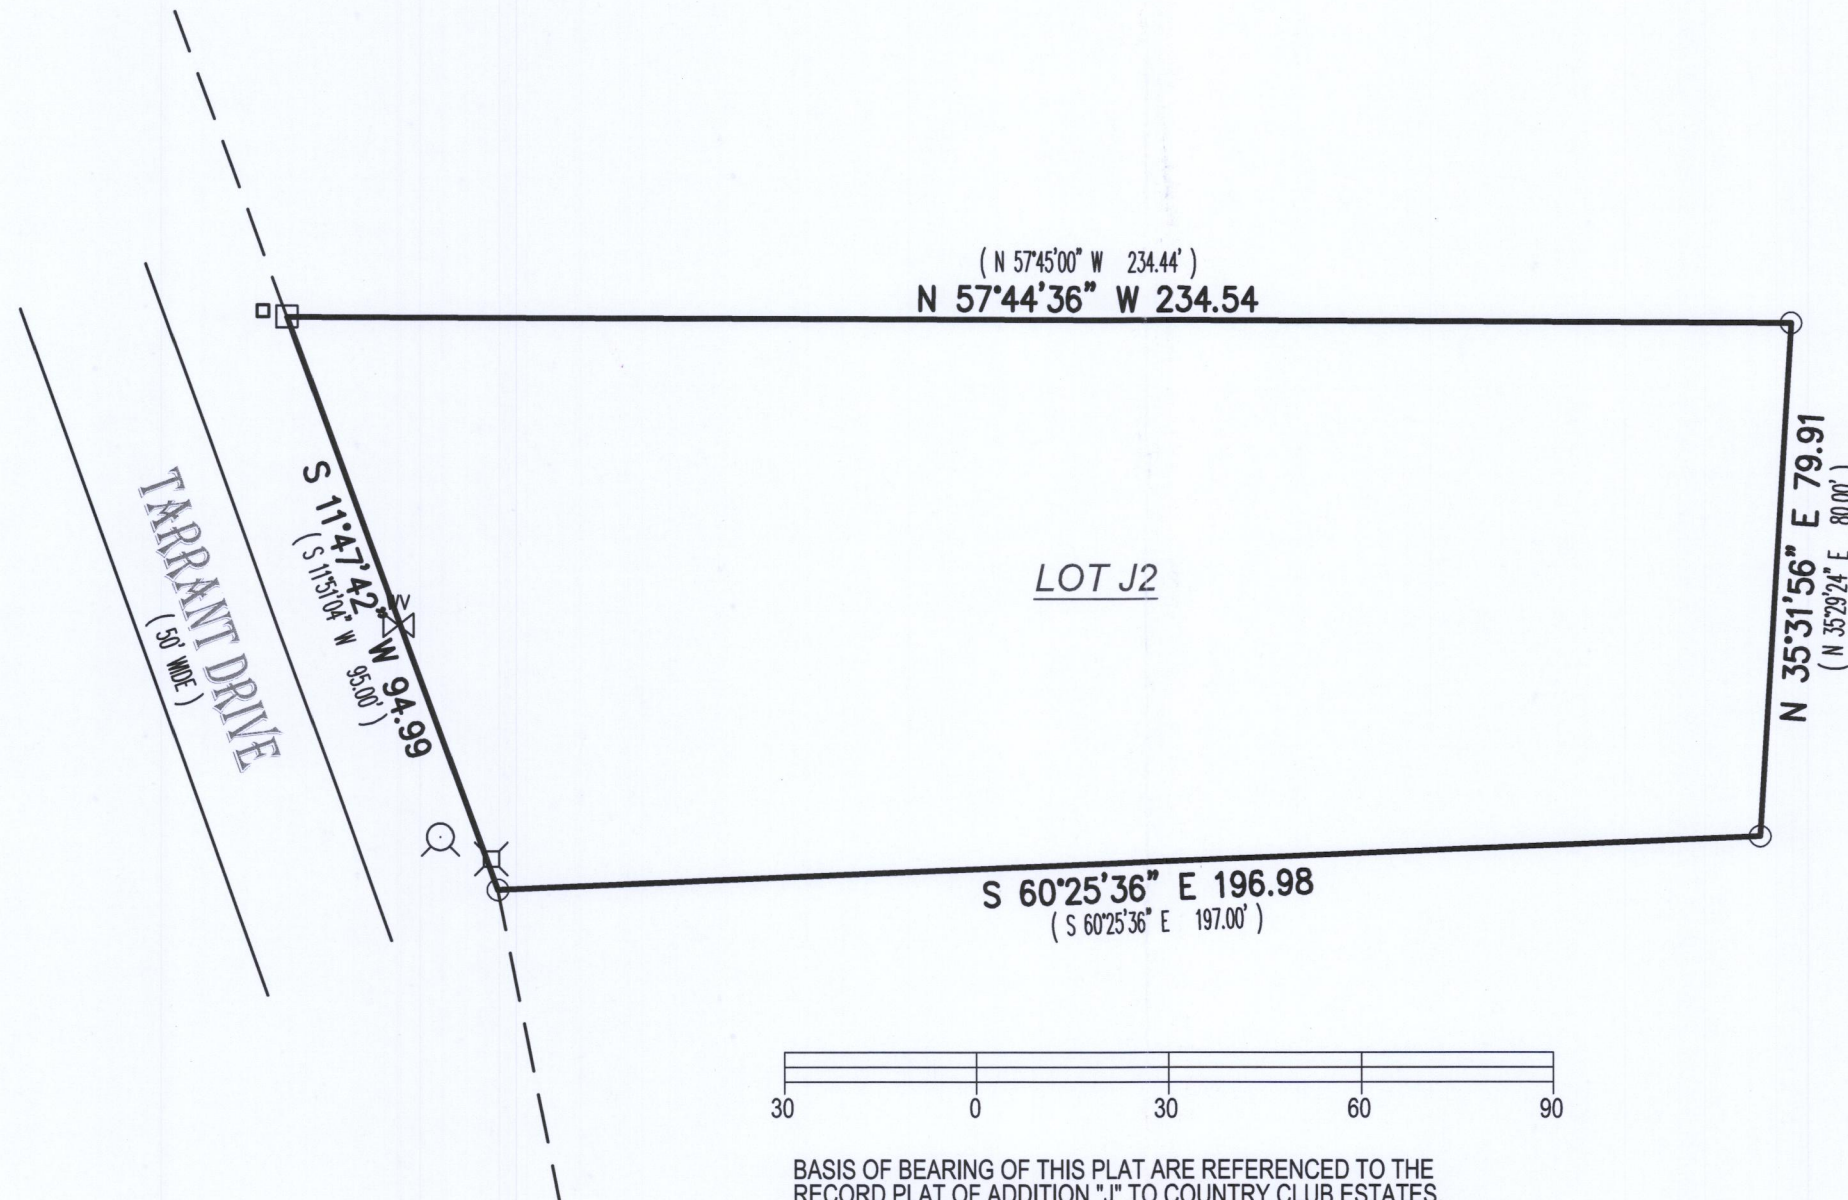 ( N 57°45'00" W 234.44' )
N 57°44'36" W 234.54
S 11°47'42" W 94.99
( S 11°51'04" W 95.00' )
W
TARRANT DRIVE
( 50' WIDE )
LOT J2
N 35°31'56" E 79.91
( N 35°29'24" E 80.00' )
S 60°25'36" E 196.98
( S 60°25'36" E 197.00' )
30 0 30 60 90
BASIS OF BEARING OF THIS PLAT ARE REFERENCED TO THE
RECORD PLAT OF ADDITION "J" TO COUNTRY CLUB ESTATES